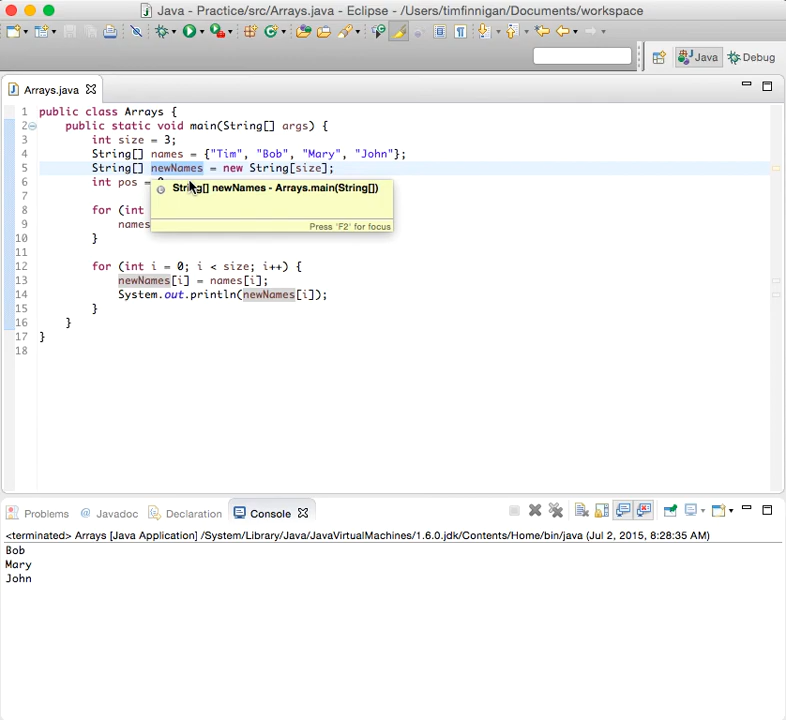 Java - Practice/src/Arrays.java - Eclipse - /Users/timfinnigan/Documents/workspace
Java Debug
Arrays.java
1 public class Arrays {
2 public static void main(String[] args) {
3 int size = 3;
4 String[] names = {"Tim", "Bob", "Mary", "John"};
5 String[] newNames = new String[size];
6 int pos =
String[] newNames - Arrays.main(String[])
7
8 for (int
9 names
Press 'F2' for focus
10 }
11
12 for (int i = 0; i < size; i++) {
13 newNames[i] = names[i];
14 System.out.println(newNames[i]);
15 }
16 }
17 }
18
Problems @ Javadoc Declaration Console
<terminated> Arrays [Java Application] /System/Library/Java/JavaVirtualMachines/1.6.0.jdk/Contents/Home/bin/java (Jul 2, 2015, 8:28:35 AM)
Bob
Mary
John